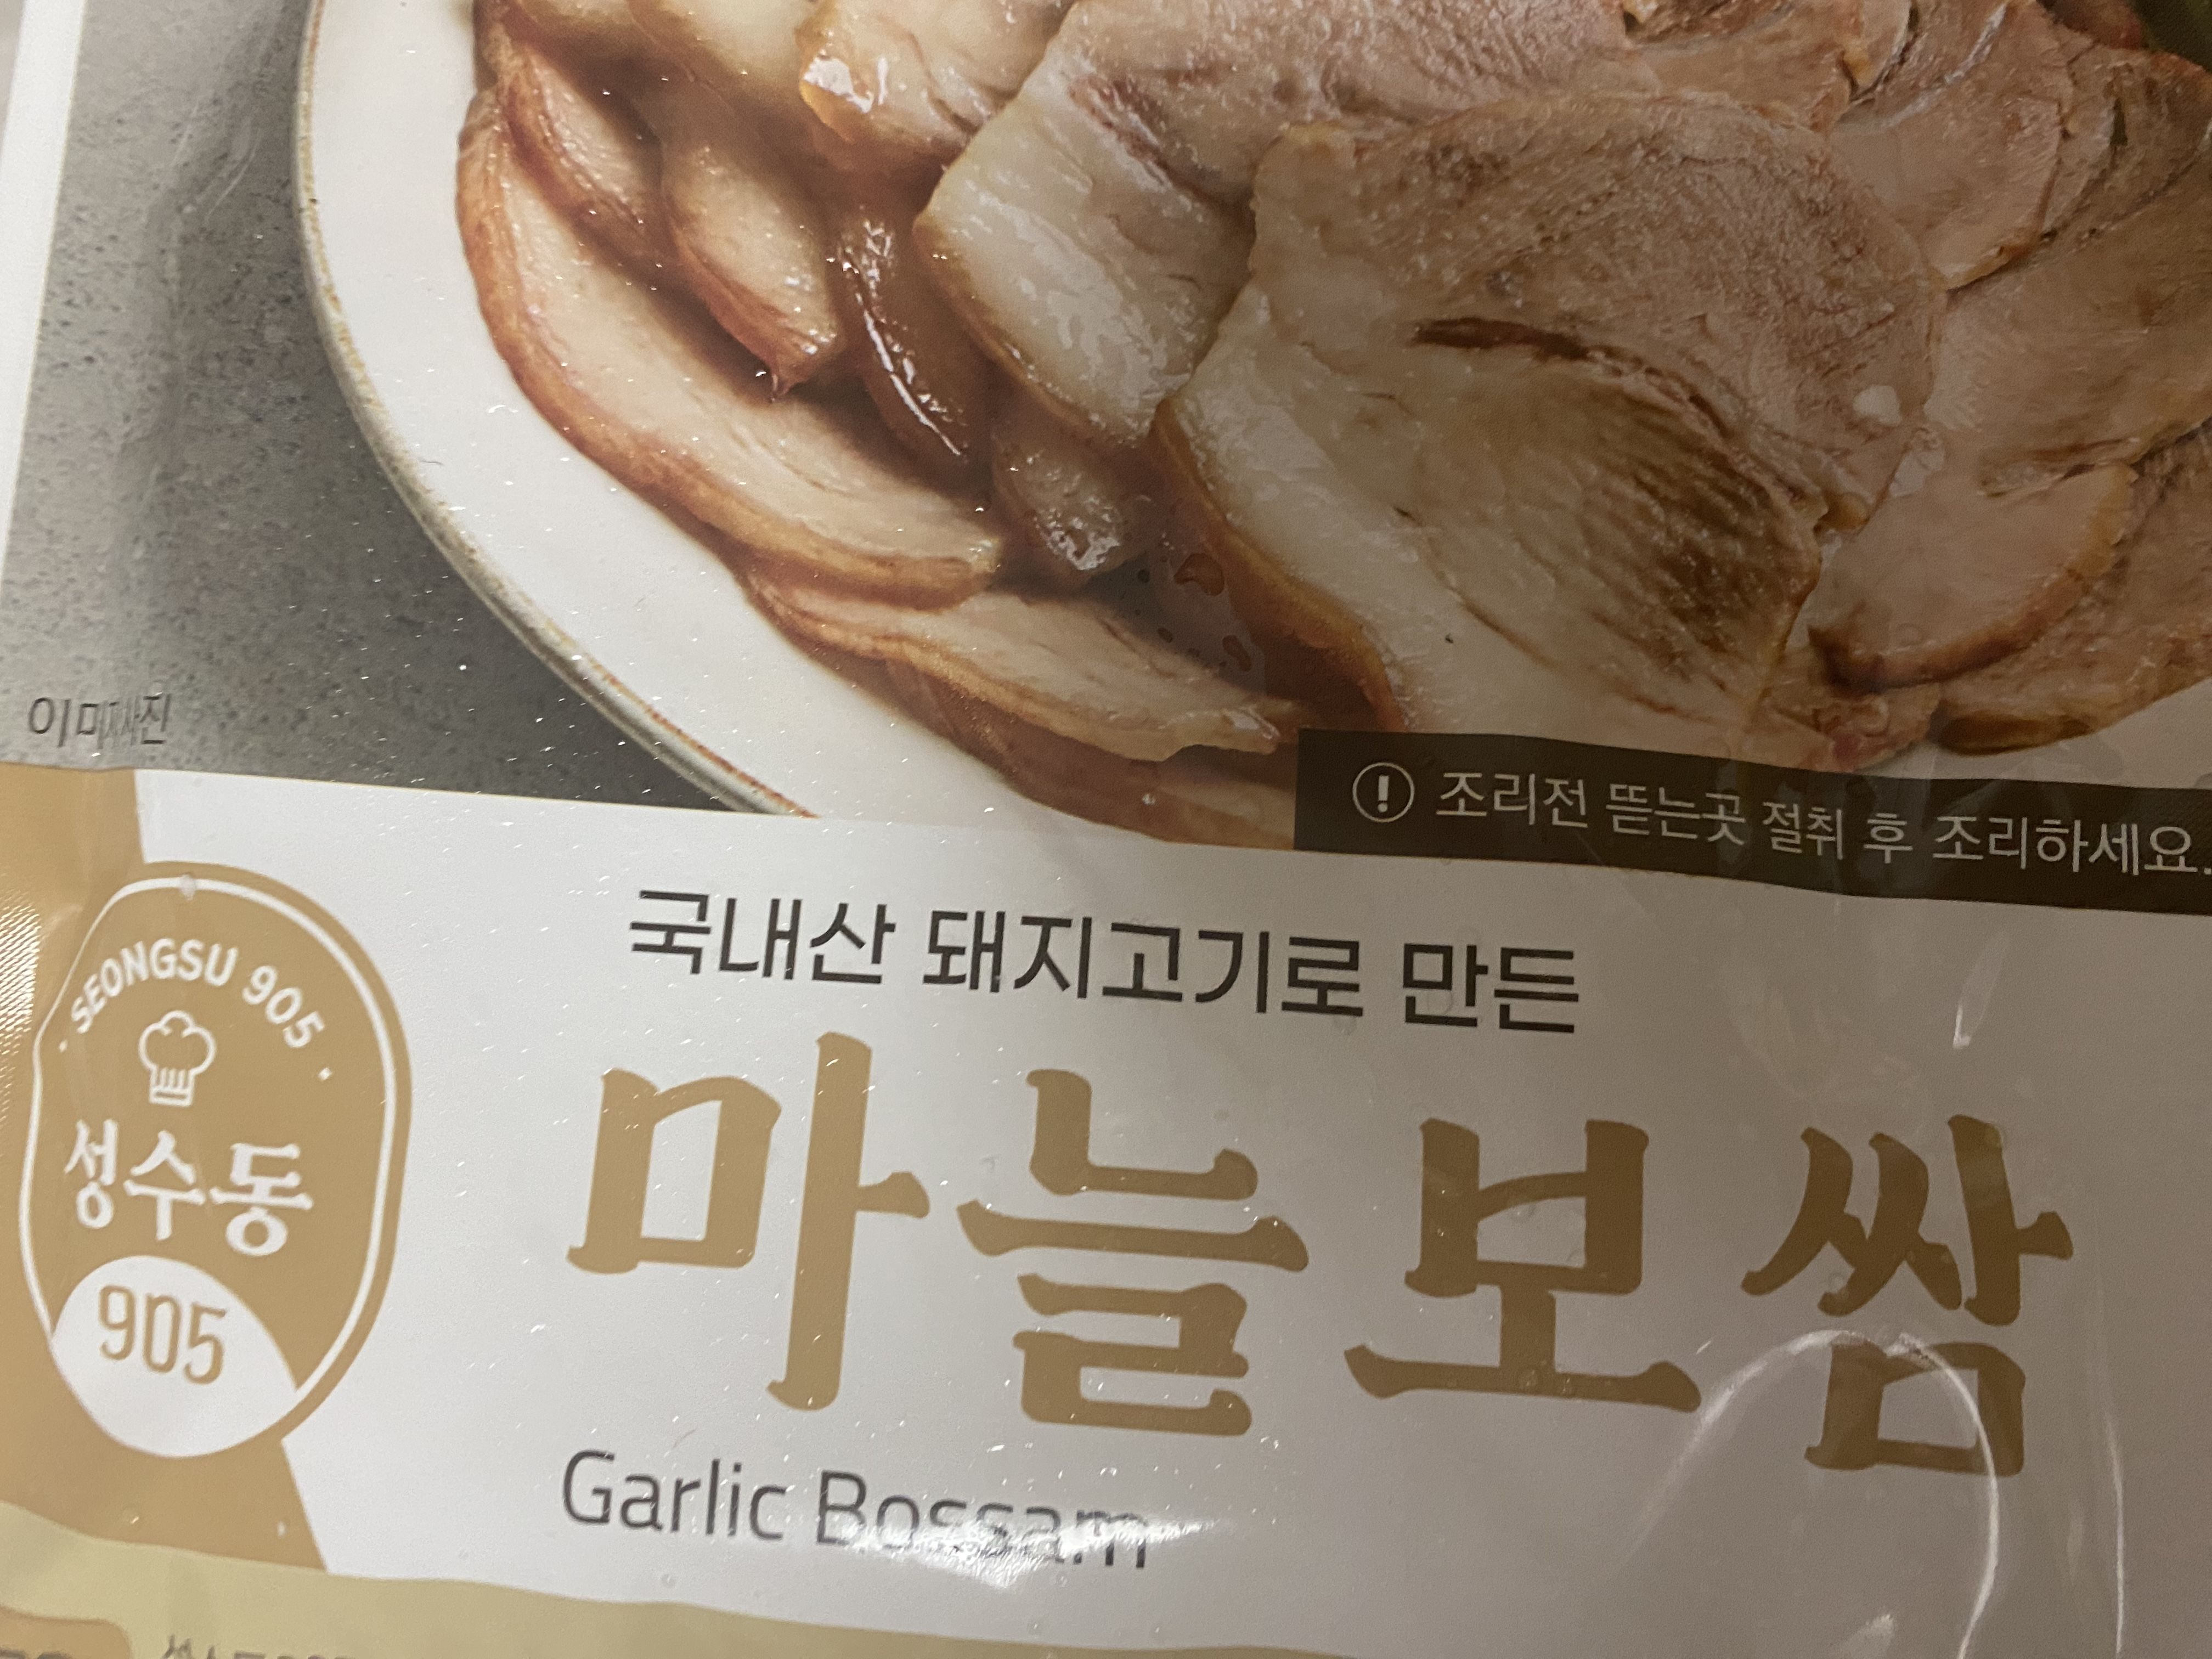 이미지사진
! 조리전 뜯는곳 절취 후 조리하세요.
국내산 돼지고기로 만든
마늘보쌈
Garlic Bossam
· SEONGSU 905 ·
성수동
905